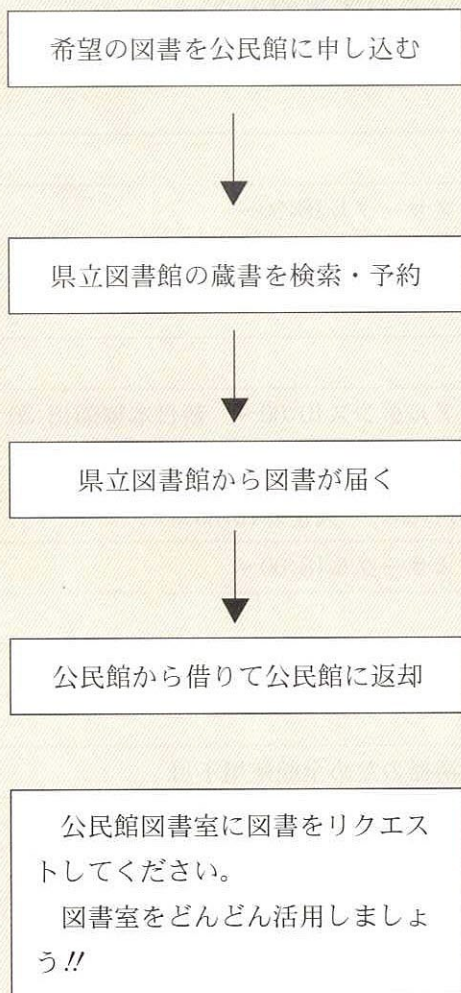 希望の図書を公民館に申し込む
県立図書館の蔵書を検索・予約
県立図書館から図書が届く
公民館から借りて公民館に返却
公民館図書室に図書をリクエス
トしてください。
図書室をどんどん活用しましょ
う!!